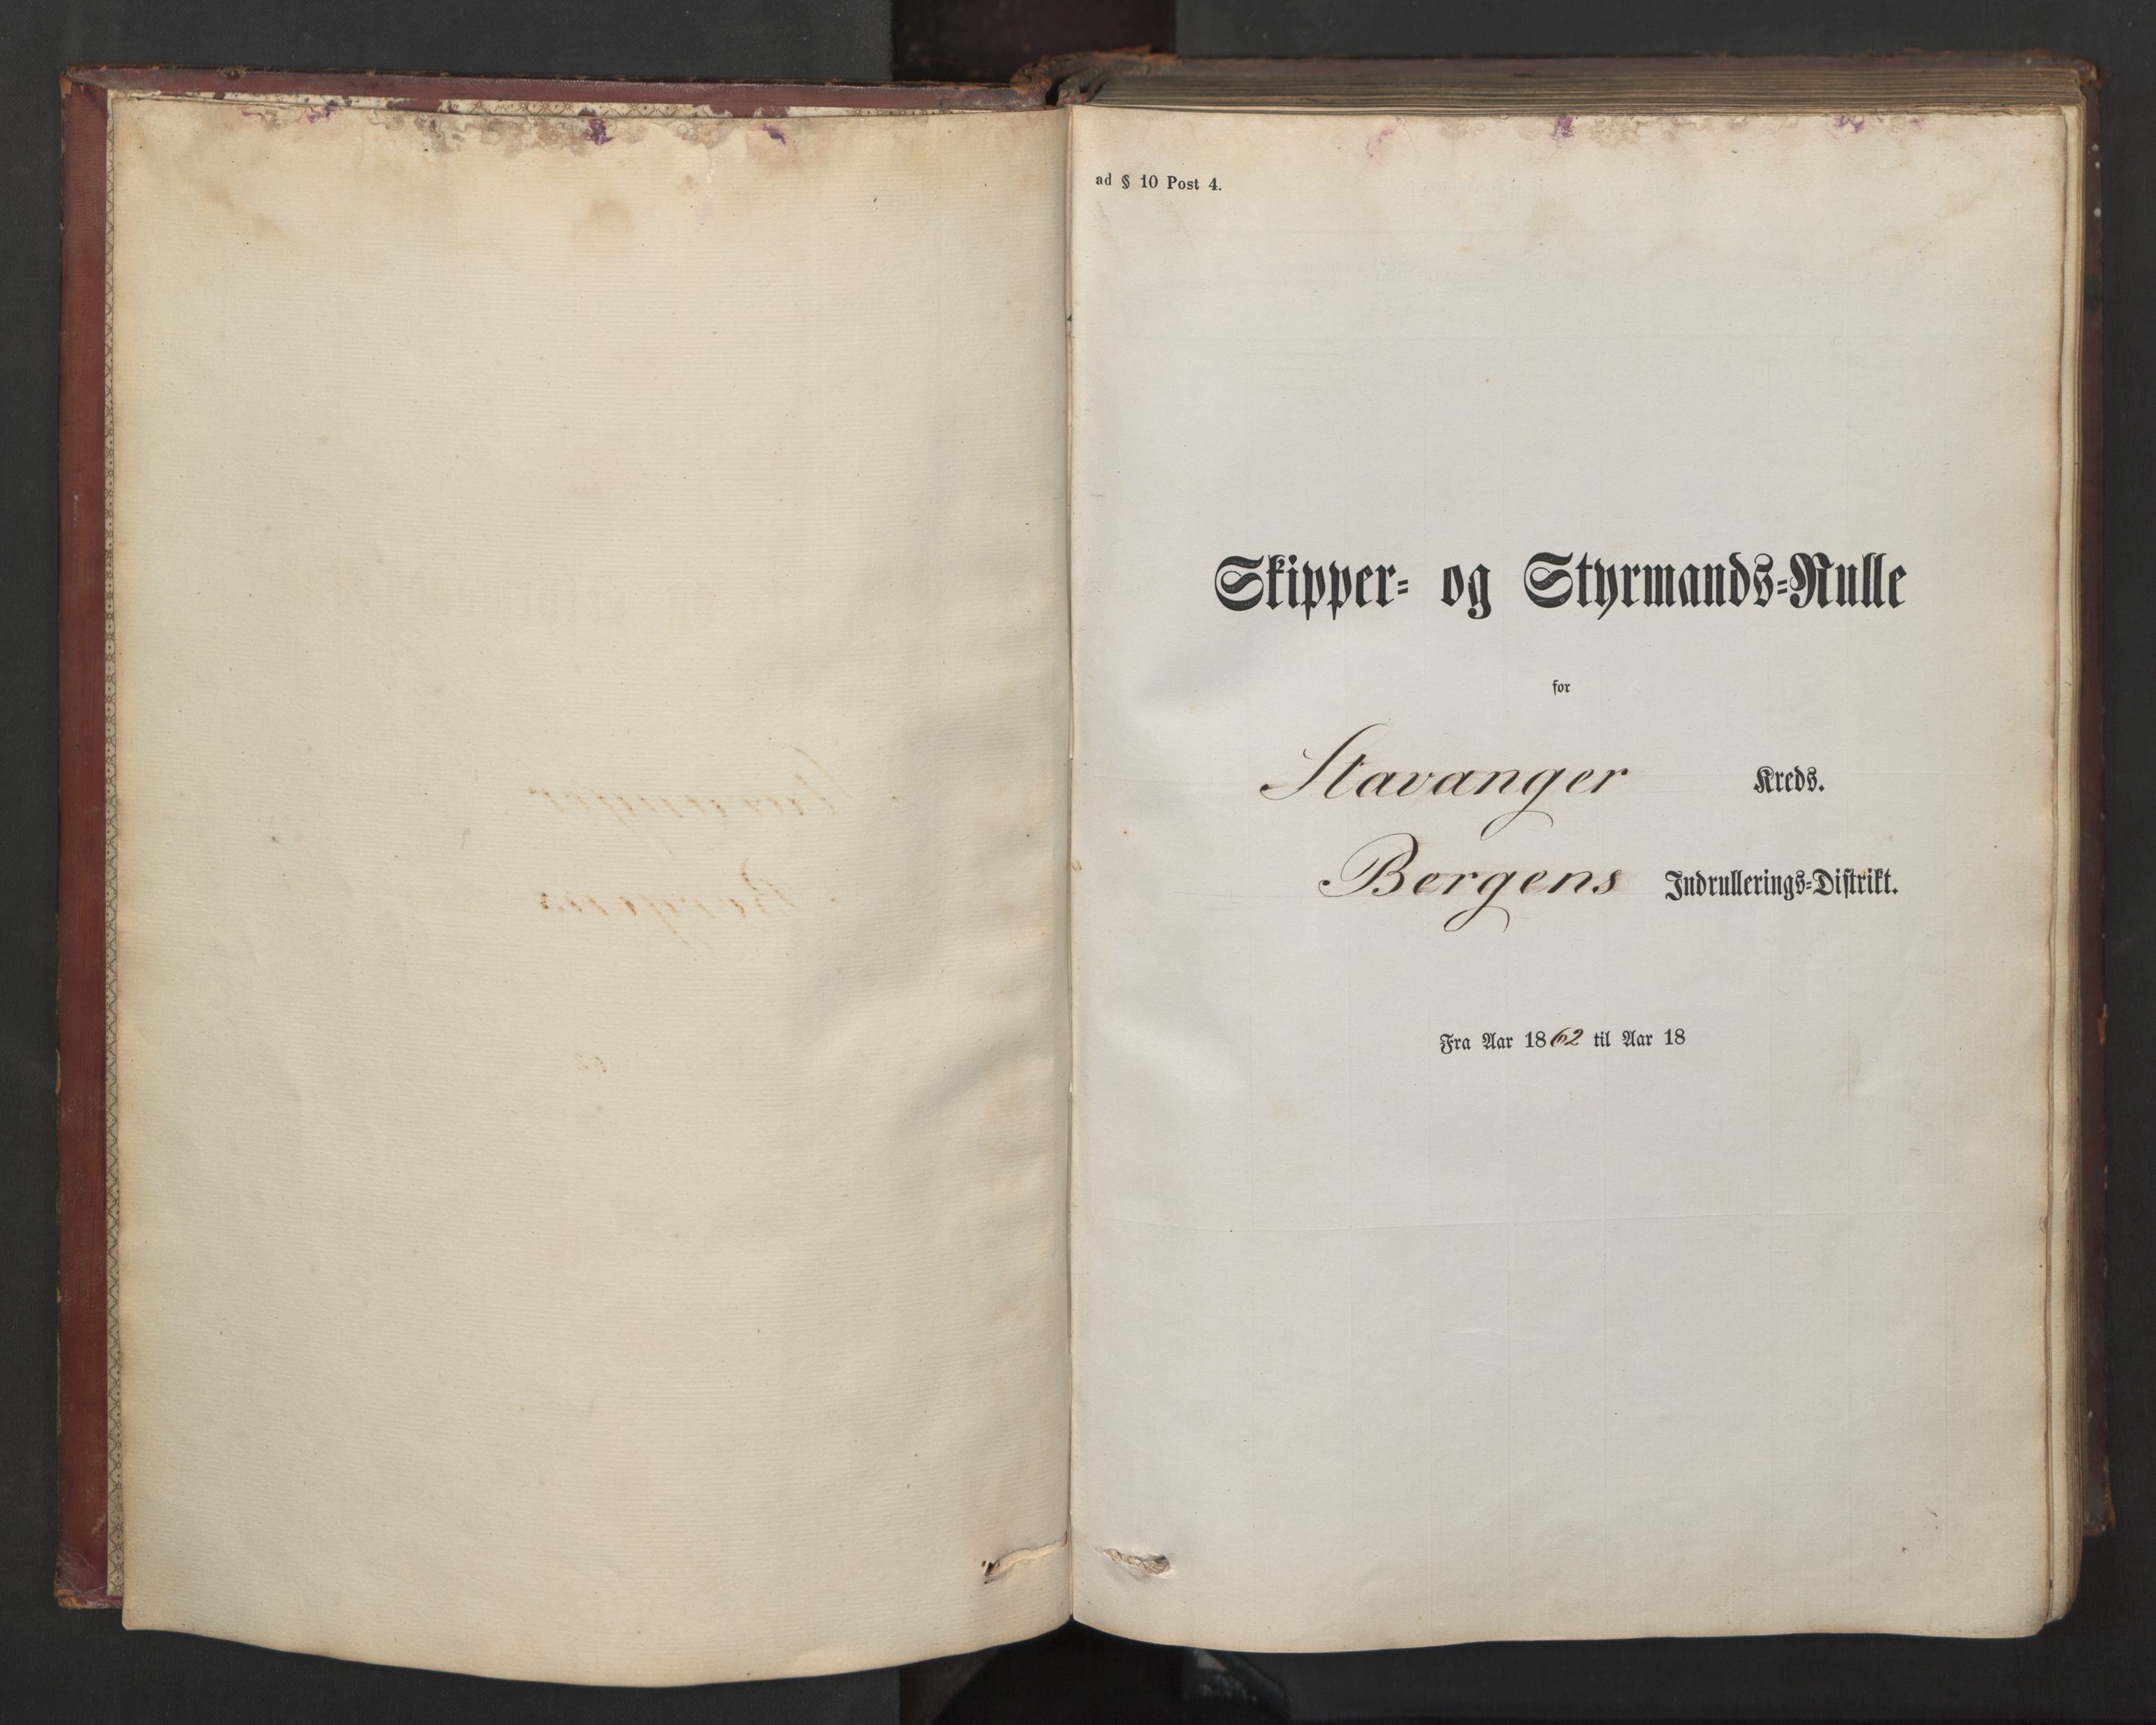 ad § 10 Post 4.
Skipper- og Styrmands-Rulle
for
Stavanger Kreds.
Bergens Indrullerings-Distrikt.
Fra Aar 1862 til Aar 18